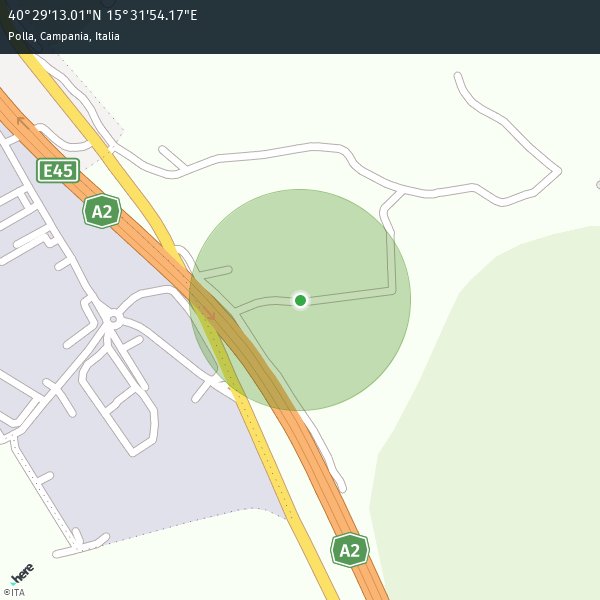 40°29'13.01"N 15°31'54.17"E
Polla, Campania, Italia
E45
A2
A2
here
©ITA